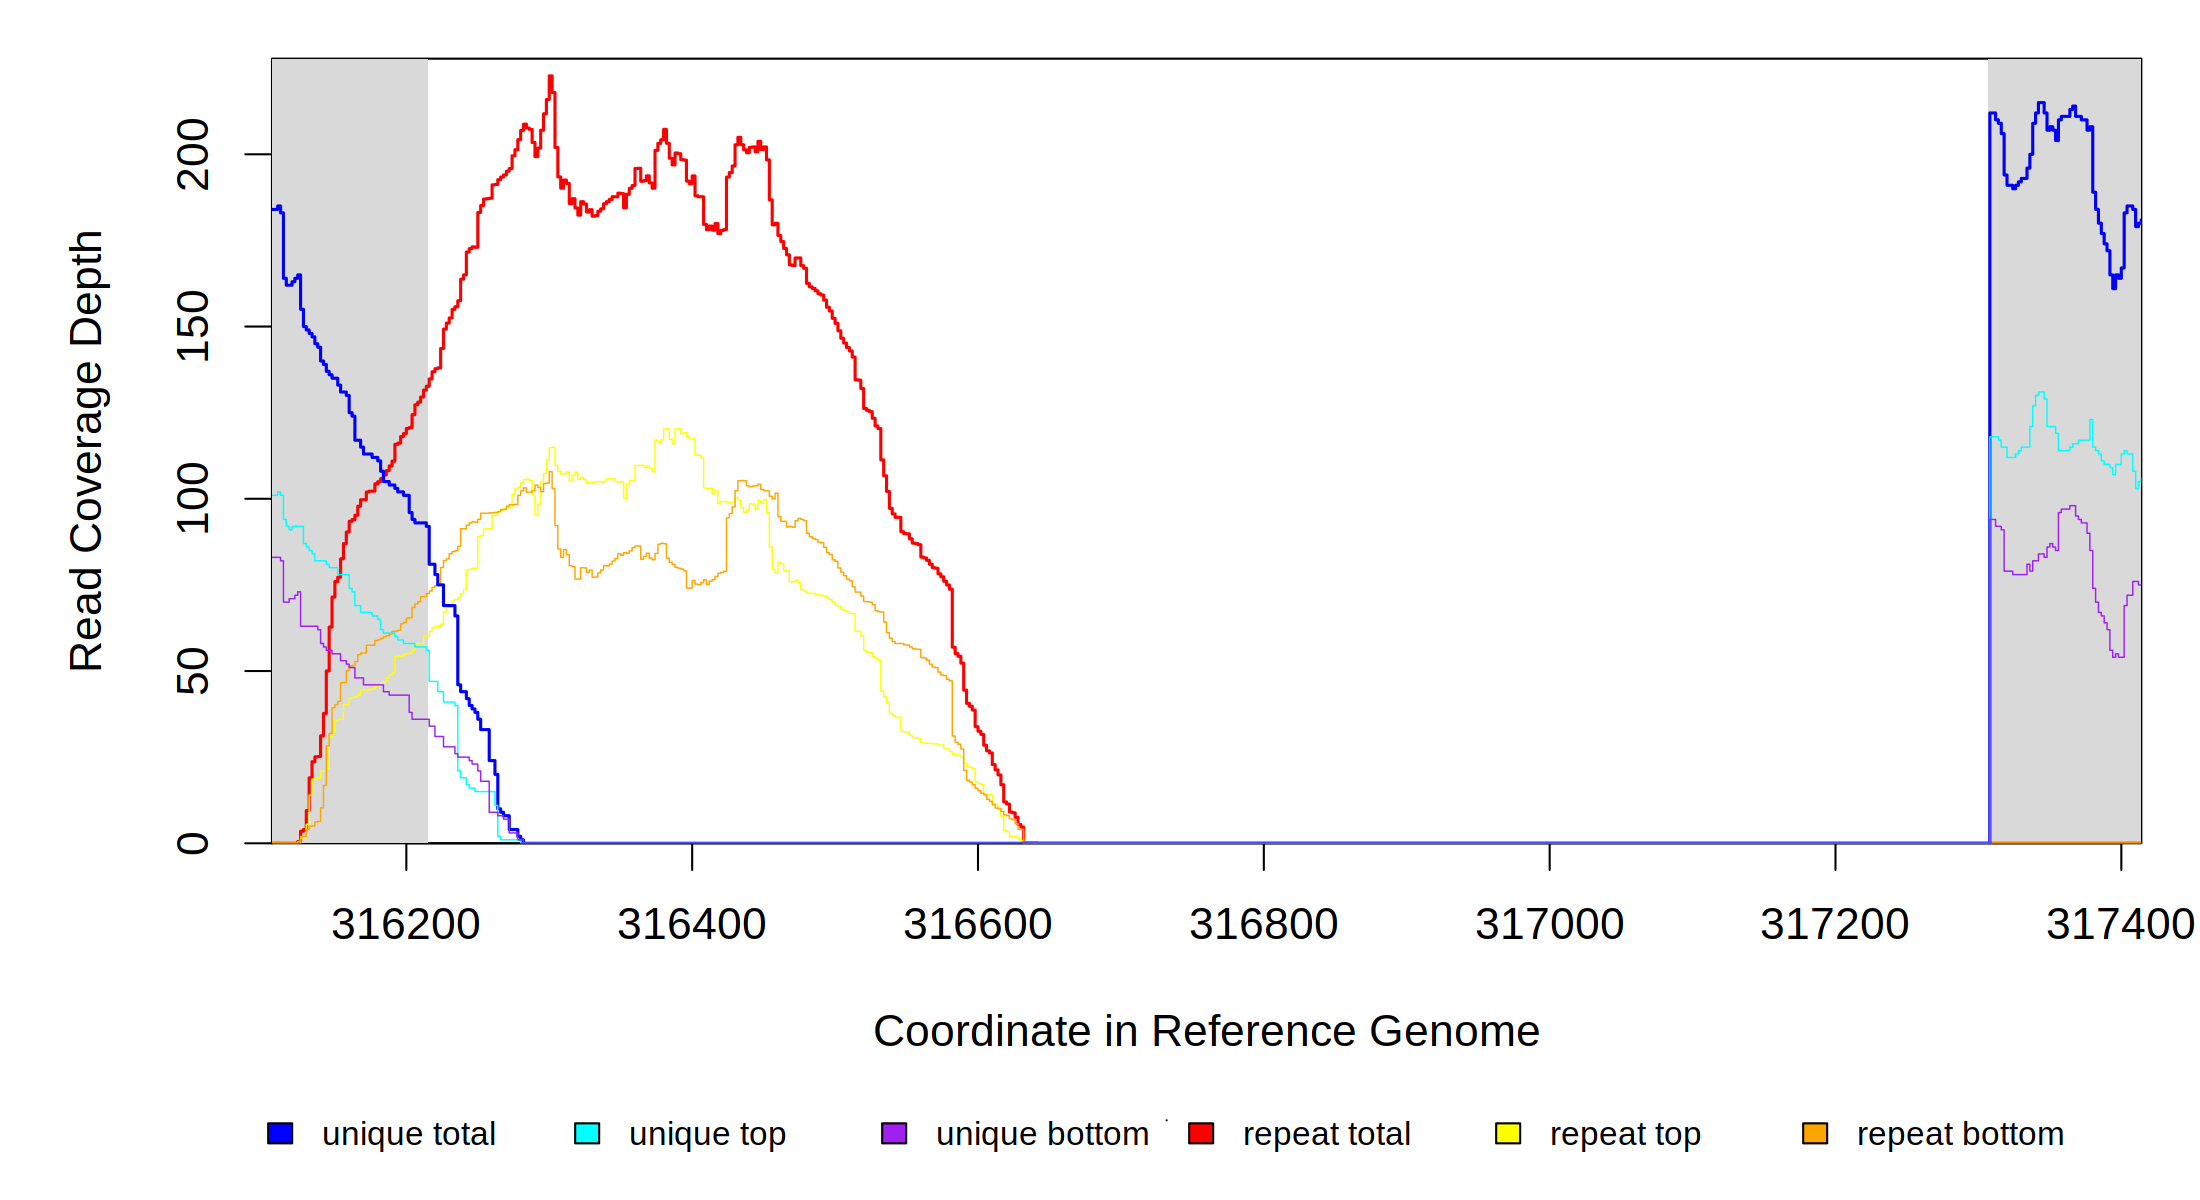 Read Coverage Depth
200
150
100
50
0
316200 316400 316600 316800 317000 317200 317400
Coordinate in Reference Genome
unique total unique top unique bottom repeat total repeat top repeat bottom